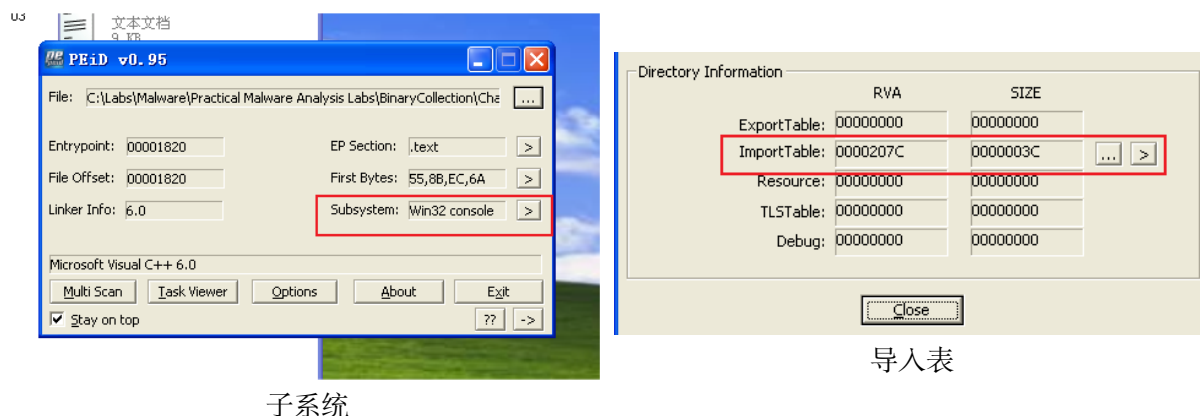 03
文本文档
9 KB
PEiD v0.95
File: C:\Labs\Malware\Practical Malware Analysis Labs\BinaryCollection\Cha ...
Entrypoint: 00001820 EP Section: .text >
File Offset: 00001820 First Bytes: 55,8B,EC,6A >
Linker Info: 6.0 Subsystem: Win32 console >
Microsoft Visual C++ 6.0
Multi Scan Task Viewer Options About Exit
Stay on top ?? ->
子系统
Directory Information
RVA SIZE
ExportTable: 00000000 00000000
ImportTable: 0000207C 0000003C ... >
Resource: 00000000 00000000
TLSTable: 00000000 00000000
Debug: 00000000 00000000
Close
导入表